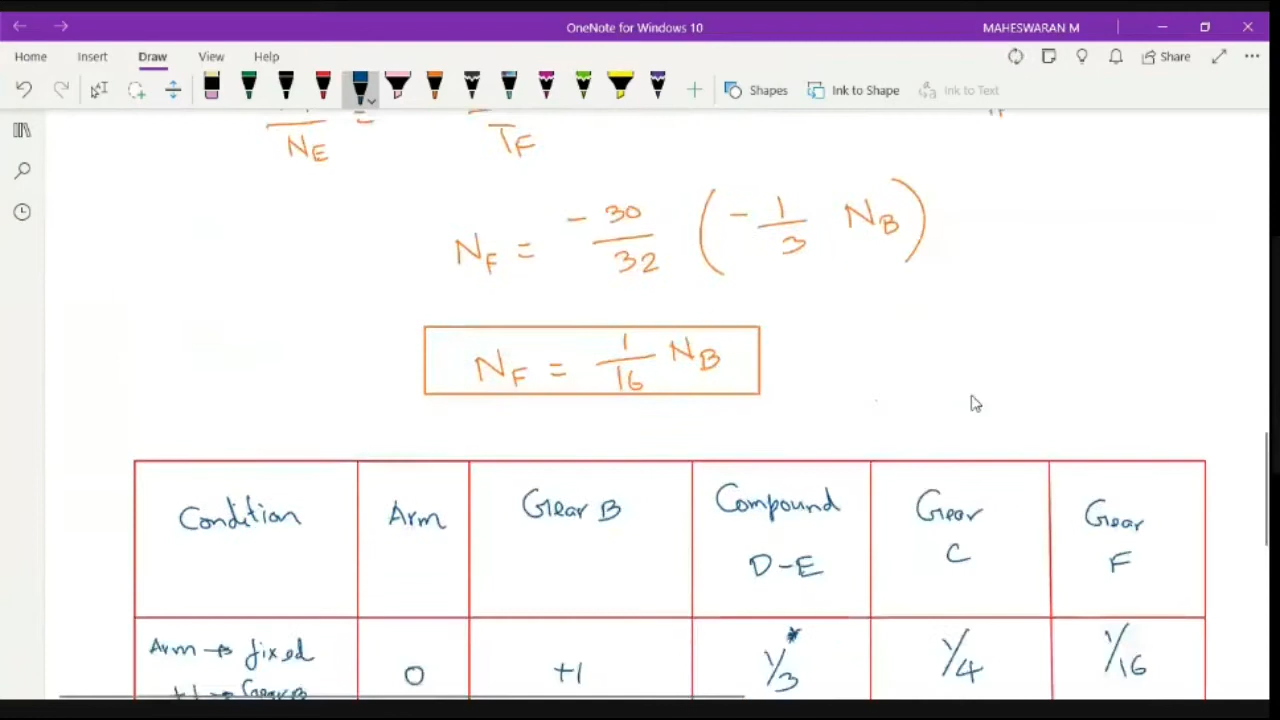 OneNote for Windows 10
MAHESWARAN M
Home Insert Draw View Help
Share
Shapes Ink to Shape Ink to Text
N_E = T_F
N_F = -30/32 (-1/3 N_B)
N_F = 1/16 N_B
Condition Arm Gear B Compound D-E Gear C Gear F
Arm → fixed 0 +1 1/3 1/4 1/16
+1 → Gear B